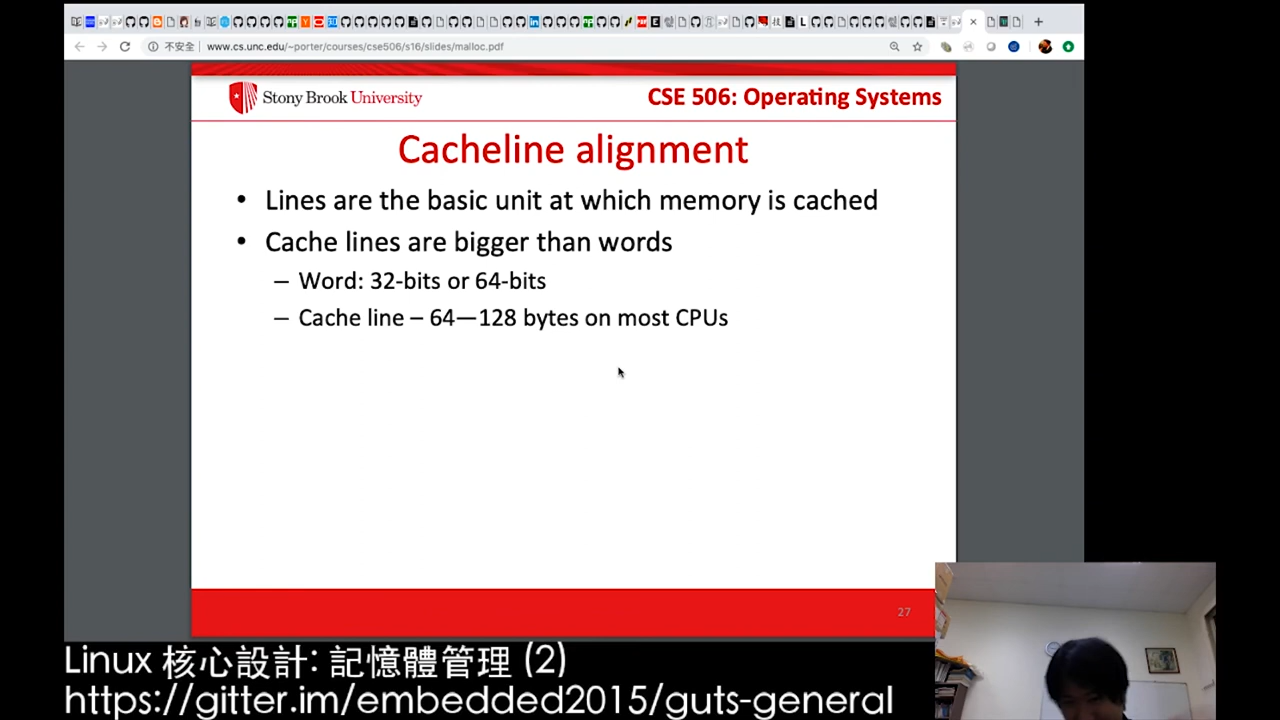 不安全 www.cs.unc.edu/~porter/courses/cse506/s16/slides/malloc.pdf
Stony Brook University
CSE 506: Operating Systems
Cacheline alignment
• Lines are the basic unit at which memory is cached
• Cache lines are bigger than words
– Word: 32-bits or 64-bits
– Cache line – 64—128 bytes on most CPUs
27
Linux 核心設計: 記憶體管理 (2)
https://gitter.im/embedded2015/guts-general